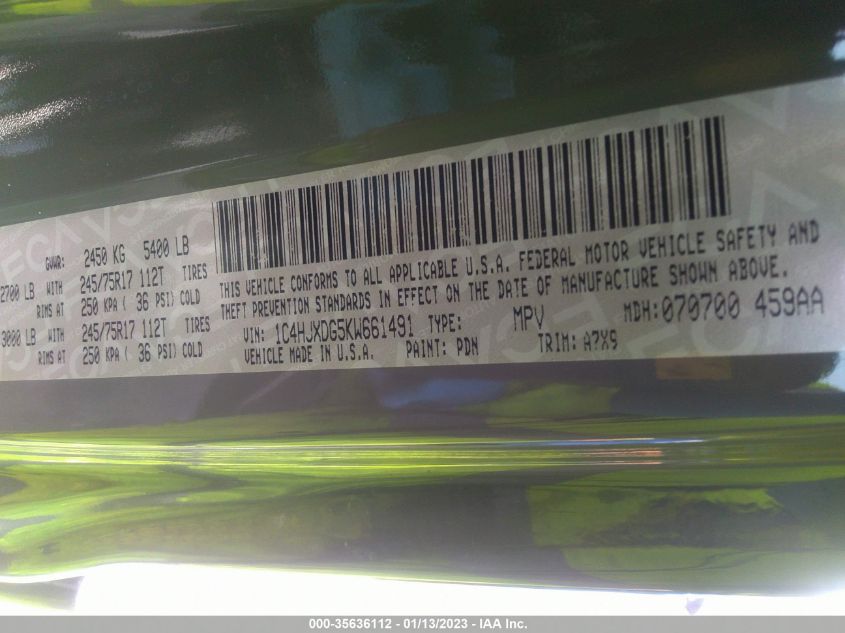 GVWR: 2450 KG 5400 LB
2700 LB WITH 245/75R17 112T TIRES
RIMS AT 250 KPA ( 36 PSI) COLD
3000 LB WITH 245/75R17 112T TIRES
RIMS AT 250 KPA ( 36 PSI) COLD
THIS VEHICLE CONFORMS TO ALL APPLICABLE U.S.A. FEDERAL MOTOR VEHICLE SAFETY AND
THEFT PREVENTION STANDARDS IN EFFECT ON THE DATE OF MANUFACTURE SHOWN ABOVE.
VIN: 1C4HJXDG5KW661491 TYPE: MPV MDH: 070700 459AA
VEHICLE MADE IN U.S.A. PAINT: PDN TRIM: A7X9
000-35636112 - 01/13/2023 - IAA Inc.